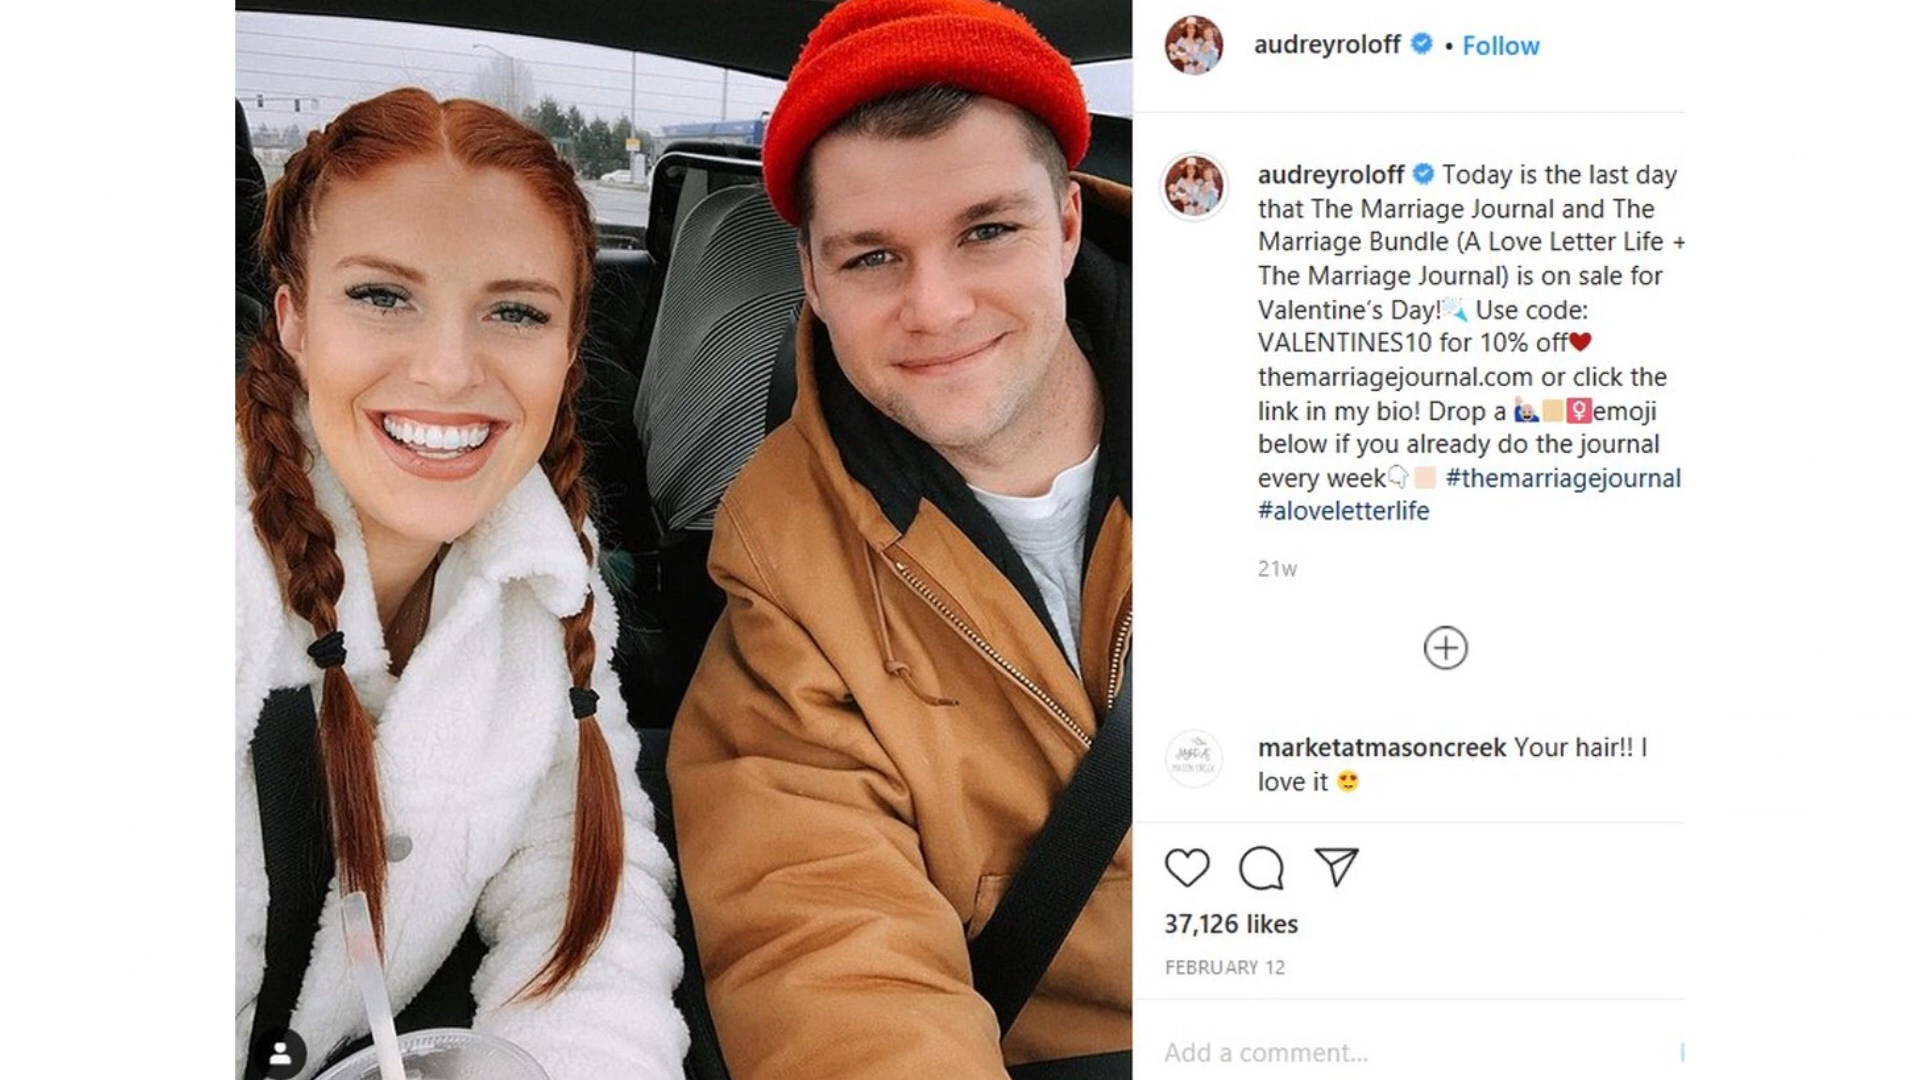 audreyroloff • Follow
audreyroloff Today is the last day
that The Marriage Journal and The
Marriage Bundle (A Love Letter Life +
The Marriage Journal) is on sale for
Valentine’s Day!🎉 Use code:
VALENTINES10 for 10% off❤
themarriagejournal.com or click the
link in my bio! Drop a 🙋🏼♀emoji
below if you already do the journal
every week👇🏻 #themarriagejournal
#aloveletterlife
21w
marketatmasoncreek Your hair!! I
love it 😍
37,126 likes
FEBRUARY 12
Add a comment...